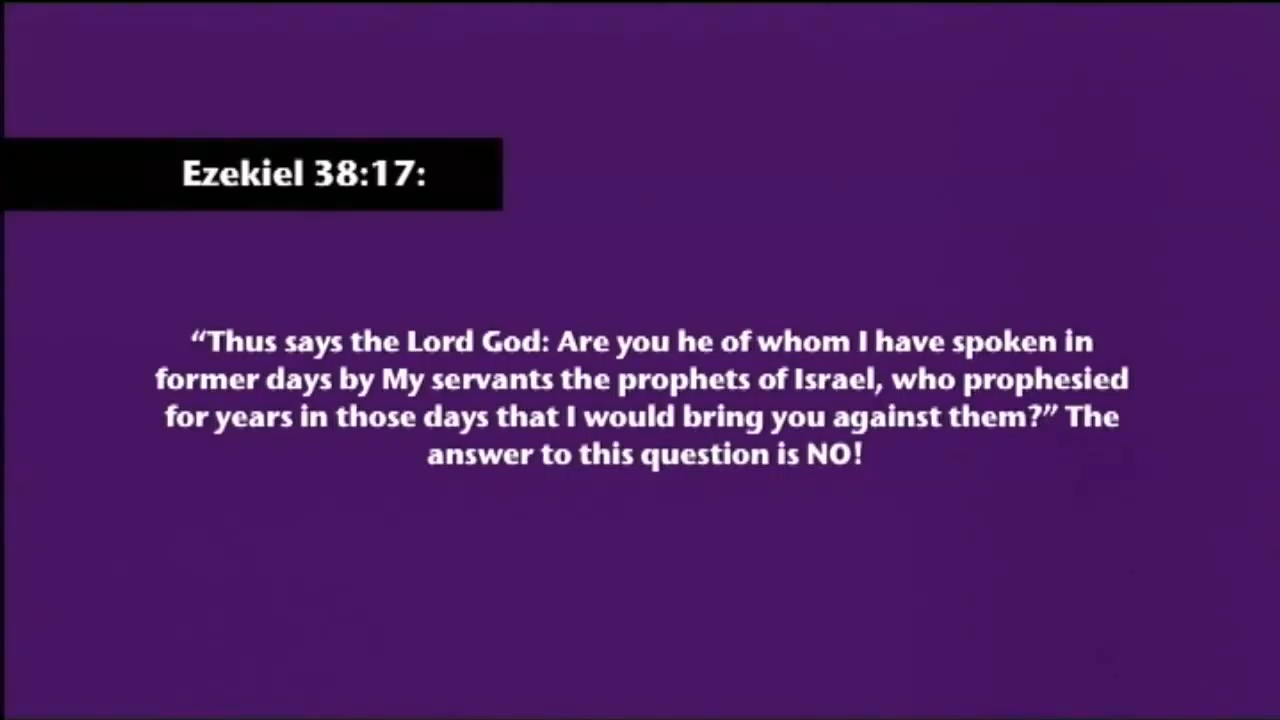 Ezekiel 38:17:
“Thus says the Lord God: Are you he of whom I have spoken in
former days by My servants the prophets of Israel, who prophesied
for years in those days that I would bring you against them?” The
answer to this question is NO!